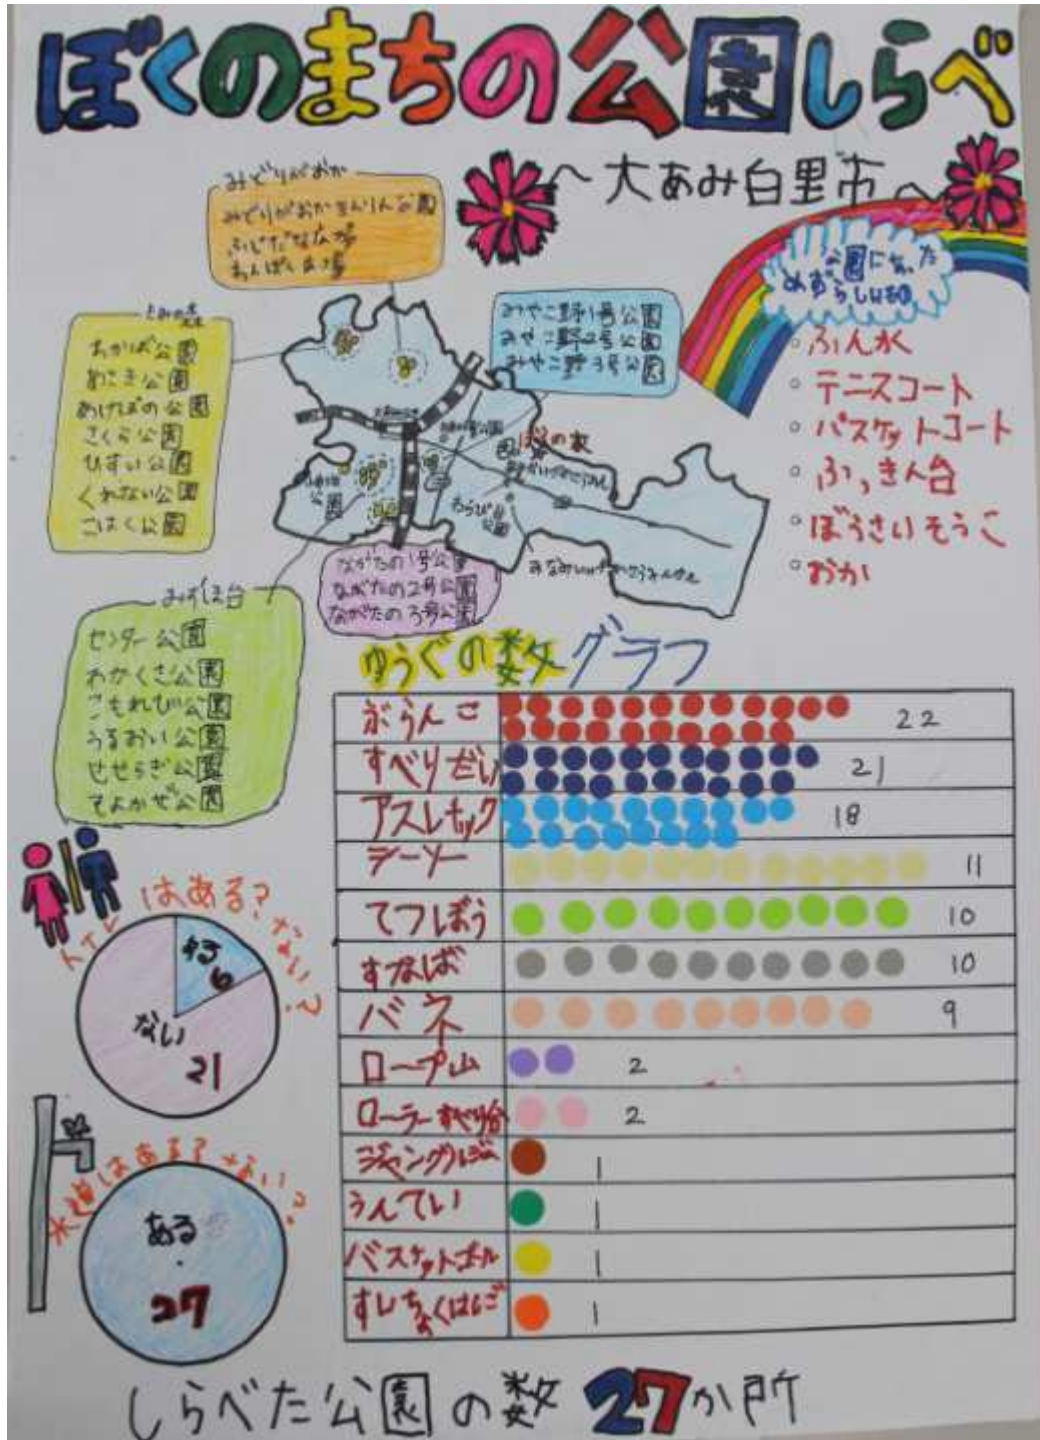 ぼくのまちの公園しらべ
～大あみ白里市～
みどりがおか
みどりがおかきんりん公園
ふじだなひろば
とみの森
あかね公園
めぶき公園
あけぼの公園
さくら公園
ひすい公園
くれない公園
こはく公園
みやこ野1号公園
みやこ野2号公園
みやこ野3号公園
公園にあった
めずらしい物
ふんすい
テニスコート
バスケットコート
ふっきん台
ぼうさいそうこ
おか
ぼくの家
公園
わらび公園
ながたの1号公園
ながたの2号公園
ながたの3号公園
みずほ台
センター公園
わかくさ公園
こもれび公園
うるおい公園
せせらぎ公園
そよかぜ公園
ゆうぐの数グラフ
ぶらんこ 22
すべりだい 21
アスレチック 18
シーソー 11
てつぼう 10
すなば 10
バネ 9
ロープ山 2
ローラーすべり台 2
ジャングルジム 1
うんてい 1
バスケットゴール 1
すいちょくはしご 1
トイレはある?ない?
ある
6
ない
21
水道はある?ない?
ある
27
しらべた公園の数 27か所